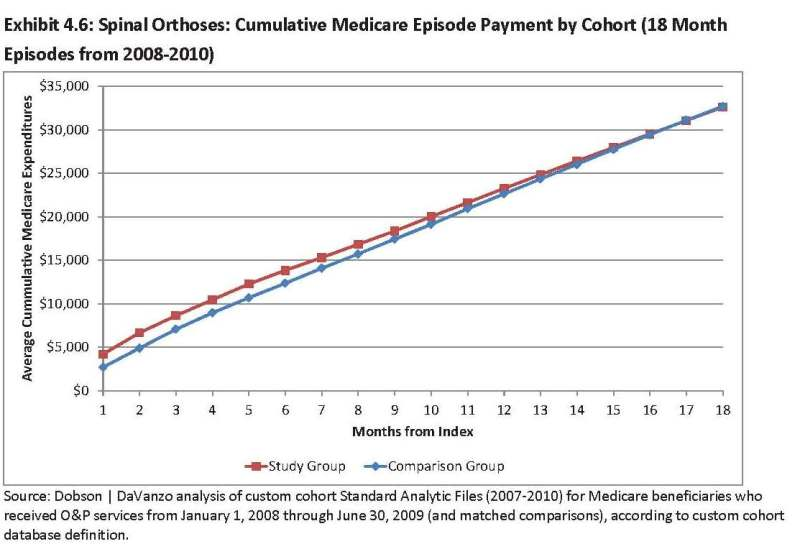 Exhibit 4.6: Spinal Orthoses: Cumulative Medicare Episode Payment by Cohort (18 Month
Episodes from 2008-2010)
Average Cummulative Medicare Expenditures
$35,000
$30,000
$25,000
$20,000
$15,000
$10,000
$5,000
$0
1 2 3 4 5 6 7 8 9 10 11 12 13 14 15 16 17 18
Months from Index
Study Group Comparison Group
Source: Dobson | DaVanzo analysis of custom cohort Standard Analytic Files (2007-2010) for Medicare beneficiaries who
received O&P services from January 1, 2008 through June 30, 2009 (and matched comparisons), according to custom cohort
database definition.